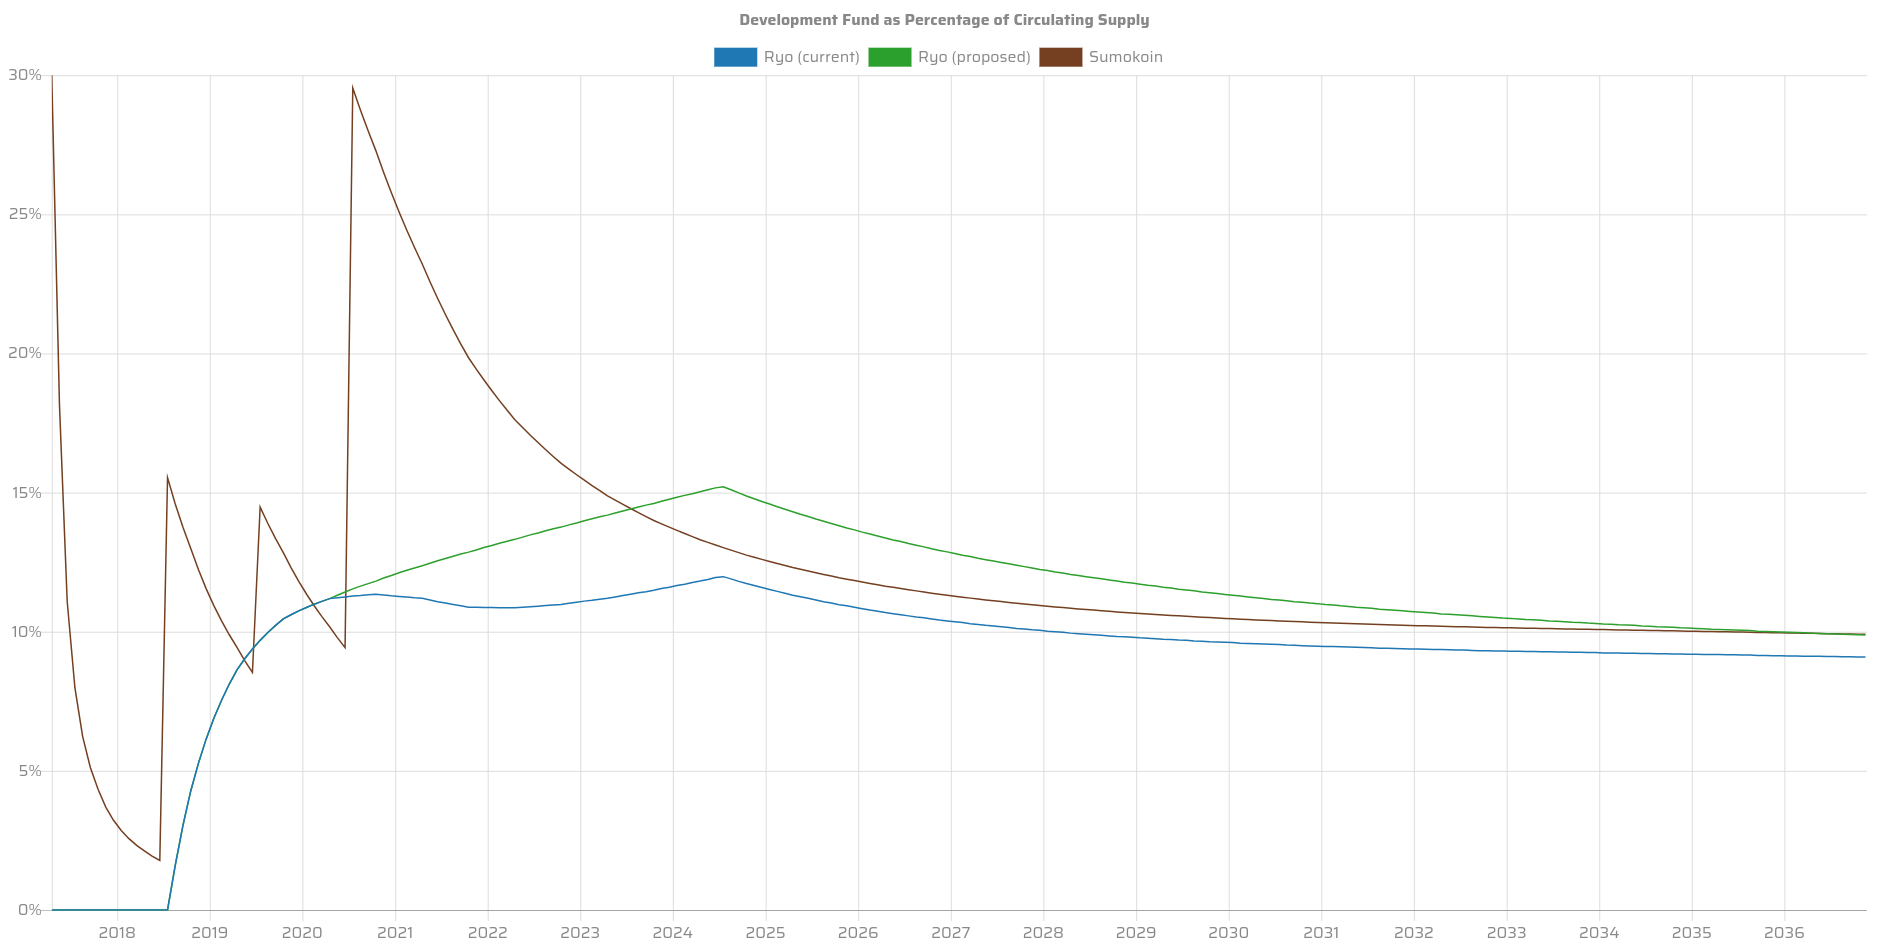 Development Fund as Percentage of Circulating Supply
Ryo (current) Ryo (proposed) Sumokoin
30%
25%
20%
15%
10%
5%
0%
2018 2019 2020 2021 2022 2023 2024 2025 2026 2027 2028 2029 2030 2031 2032 2033 2034 2035 2036